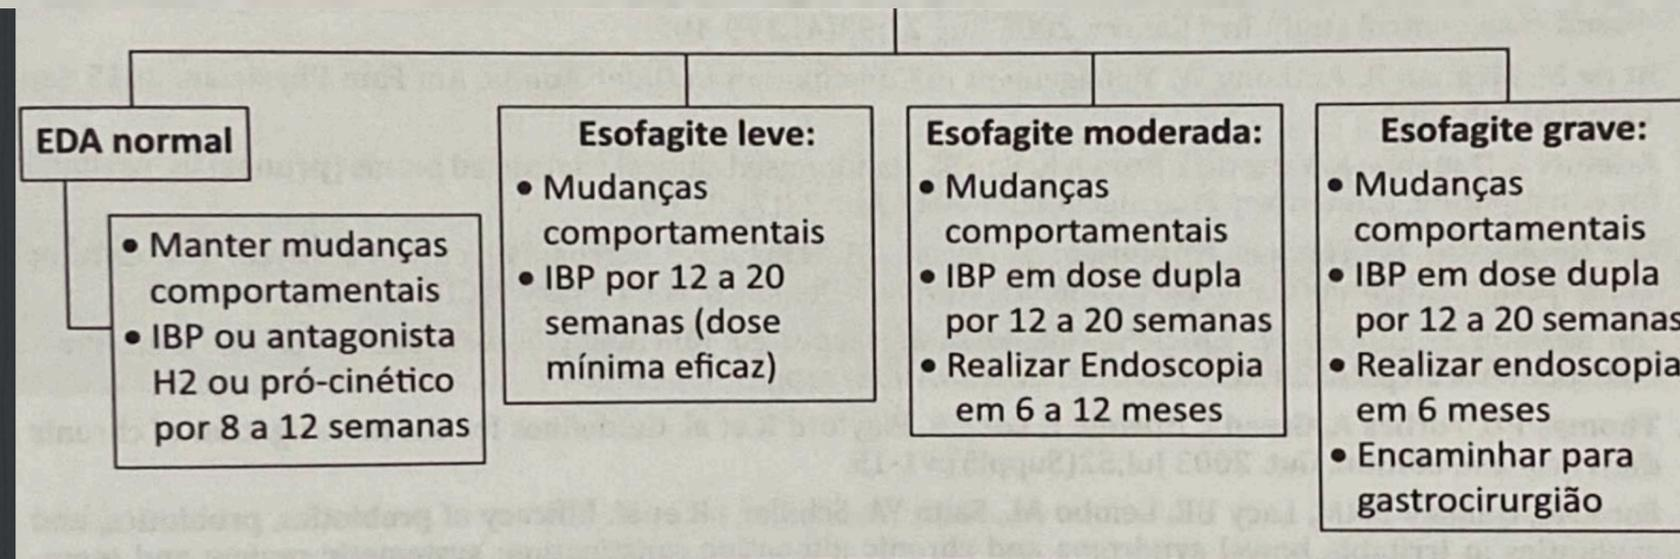 EDA normal
• Manter mudanças
comportamentais
• IBP ou antagonista
H2 ou pró-cinético
por 8 a 12 semanas
Esofagite leve:
• Mudanças
comportamentais
• IBP por 12 a 20
semanas (dose
mínima eficaz)
Esofagite moderada:
• Mudanças
comportamentais
• IBP em dose dupla
por 12 a 20 semanas
• Realizar Endoscopia
em 6 a 12 meses
Esofagite grave:
• Mudanças
comportamentais
• IBP em dose dupla
por 12 a 20 semanas
• Realizar endoscopia
em 6 meses
• Encaminhar para
gastrocirurgião